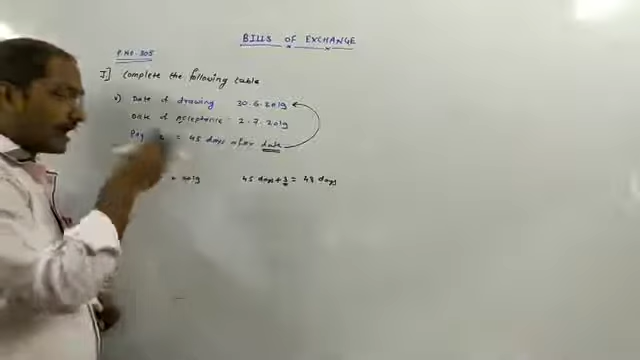 BILLS OF EXCHANGE
P.NO. 305
I] Complete the following table
Date of drawing 30.6.2019
Date of acceptance - 2.7.2019
= 45 days after date
2019 45 days + 3 = 48 days